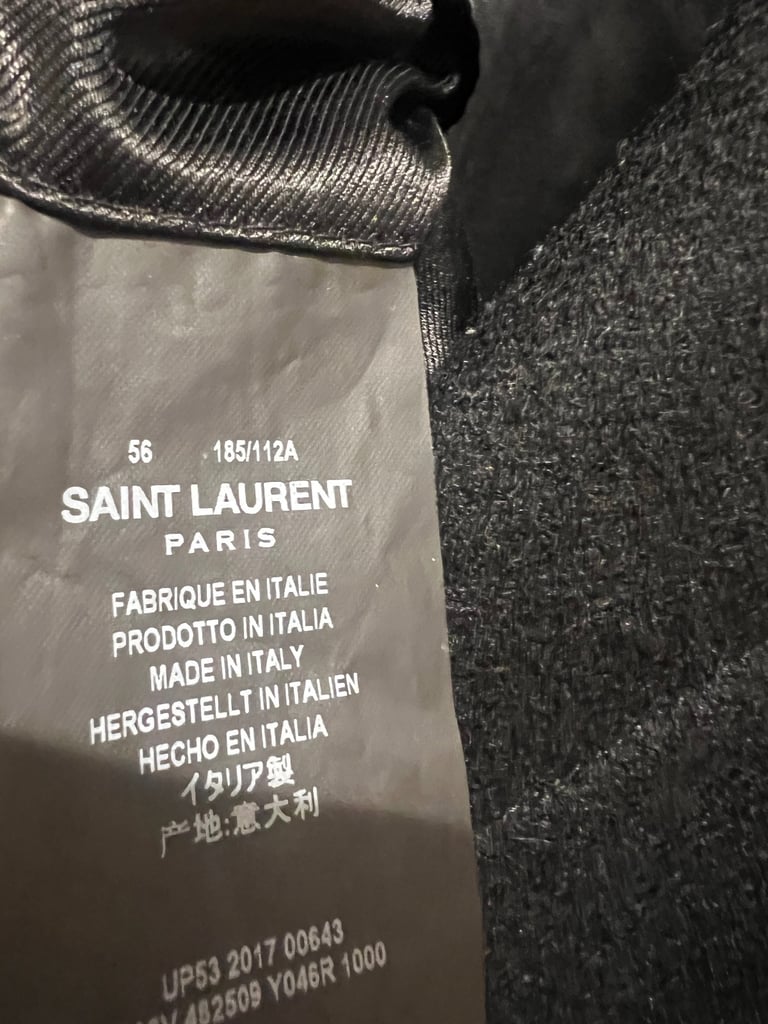 56 185/112A
SAINT LAURENT
PARIS
FABRIQUE EN ITALIE
PRODOTTO IN ITALIA
MADE IN ITALY
HERGESTELLT IN ITALIEN
HECHO EN ITALIA
イタリア製
产地:意大利
UP53 2017 00643
482509 Y046R 1000